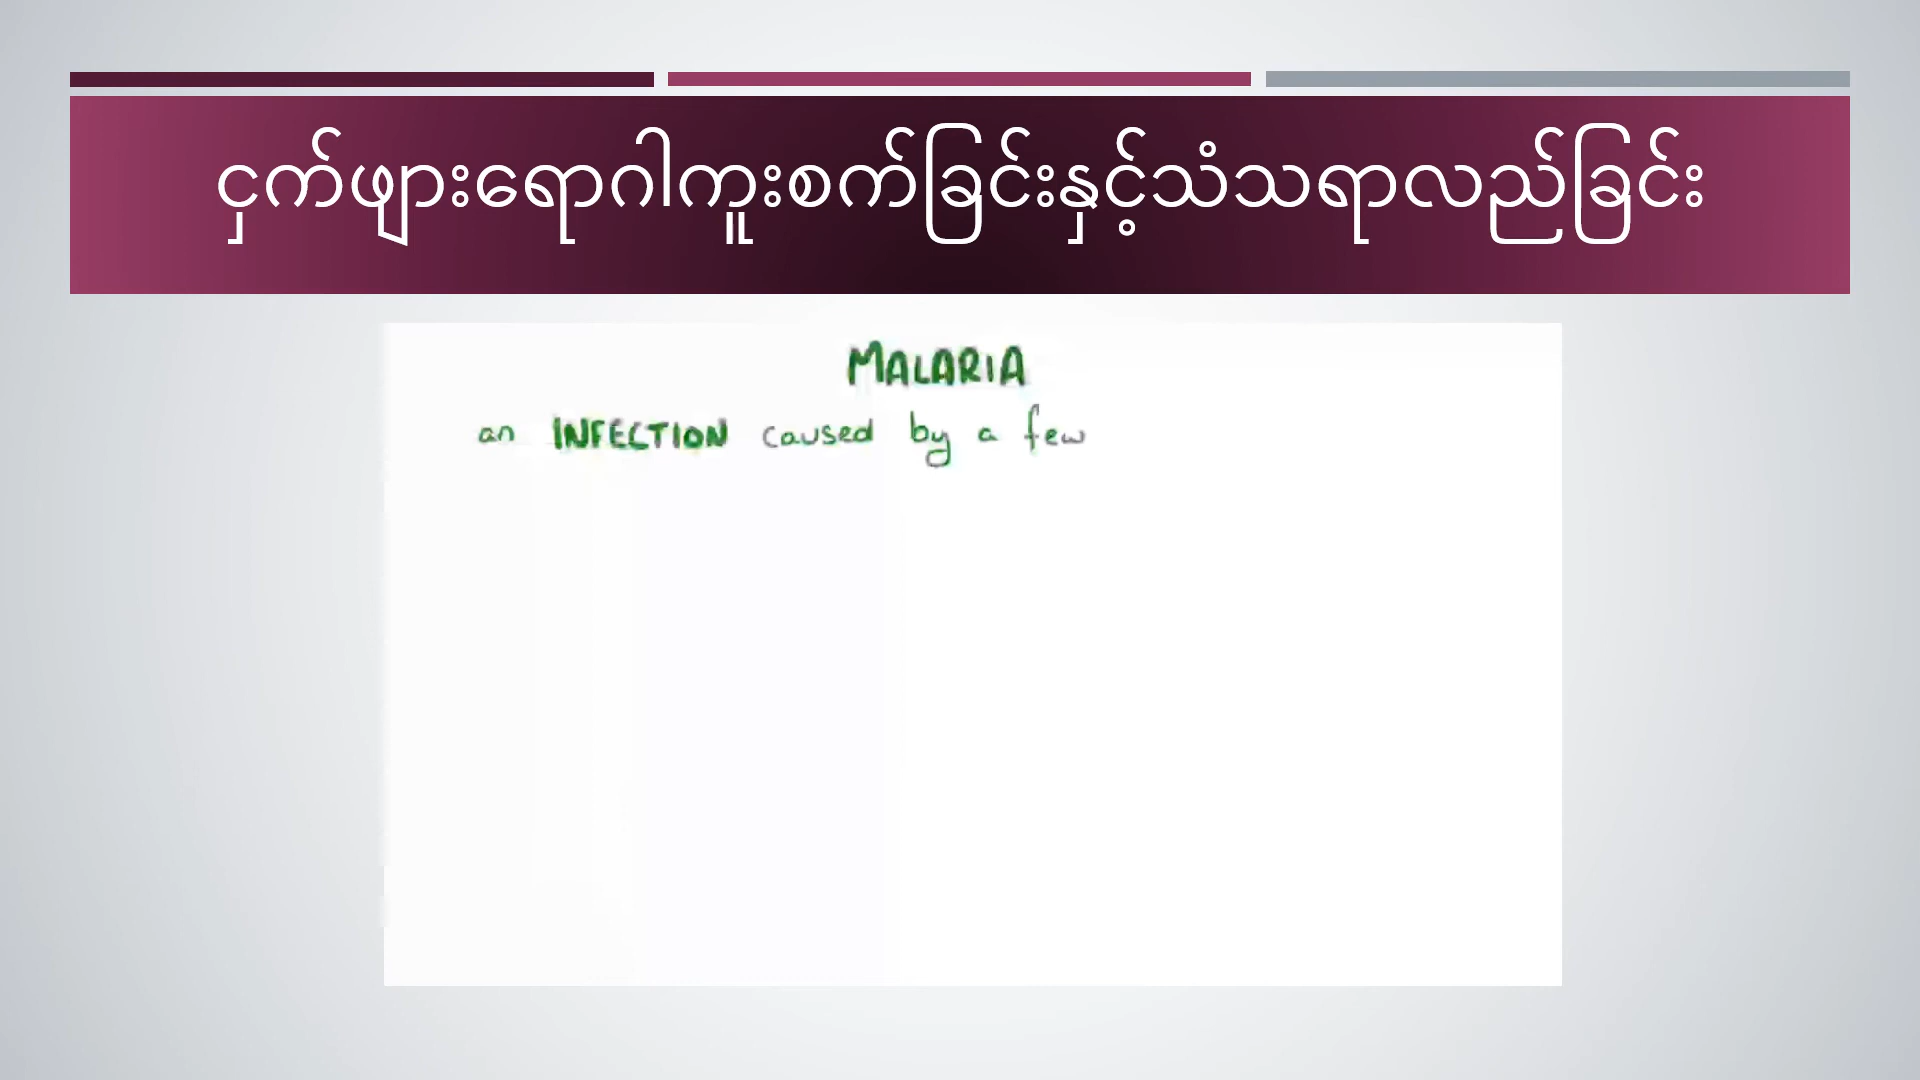 ငှက်ဖျားရောဂါကူးစက်ခြင်းနှင့်သံသရာလည်ခြင်း
MALARIA
an INFECTION caused by a few